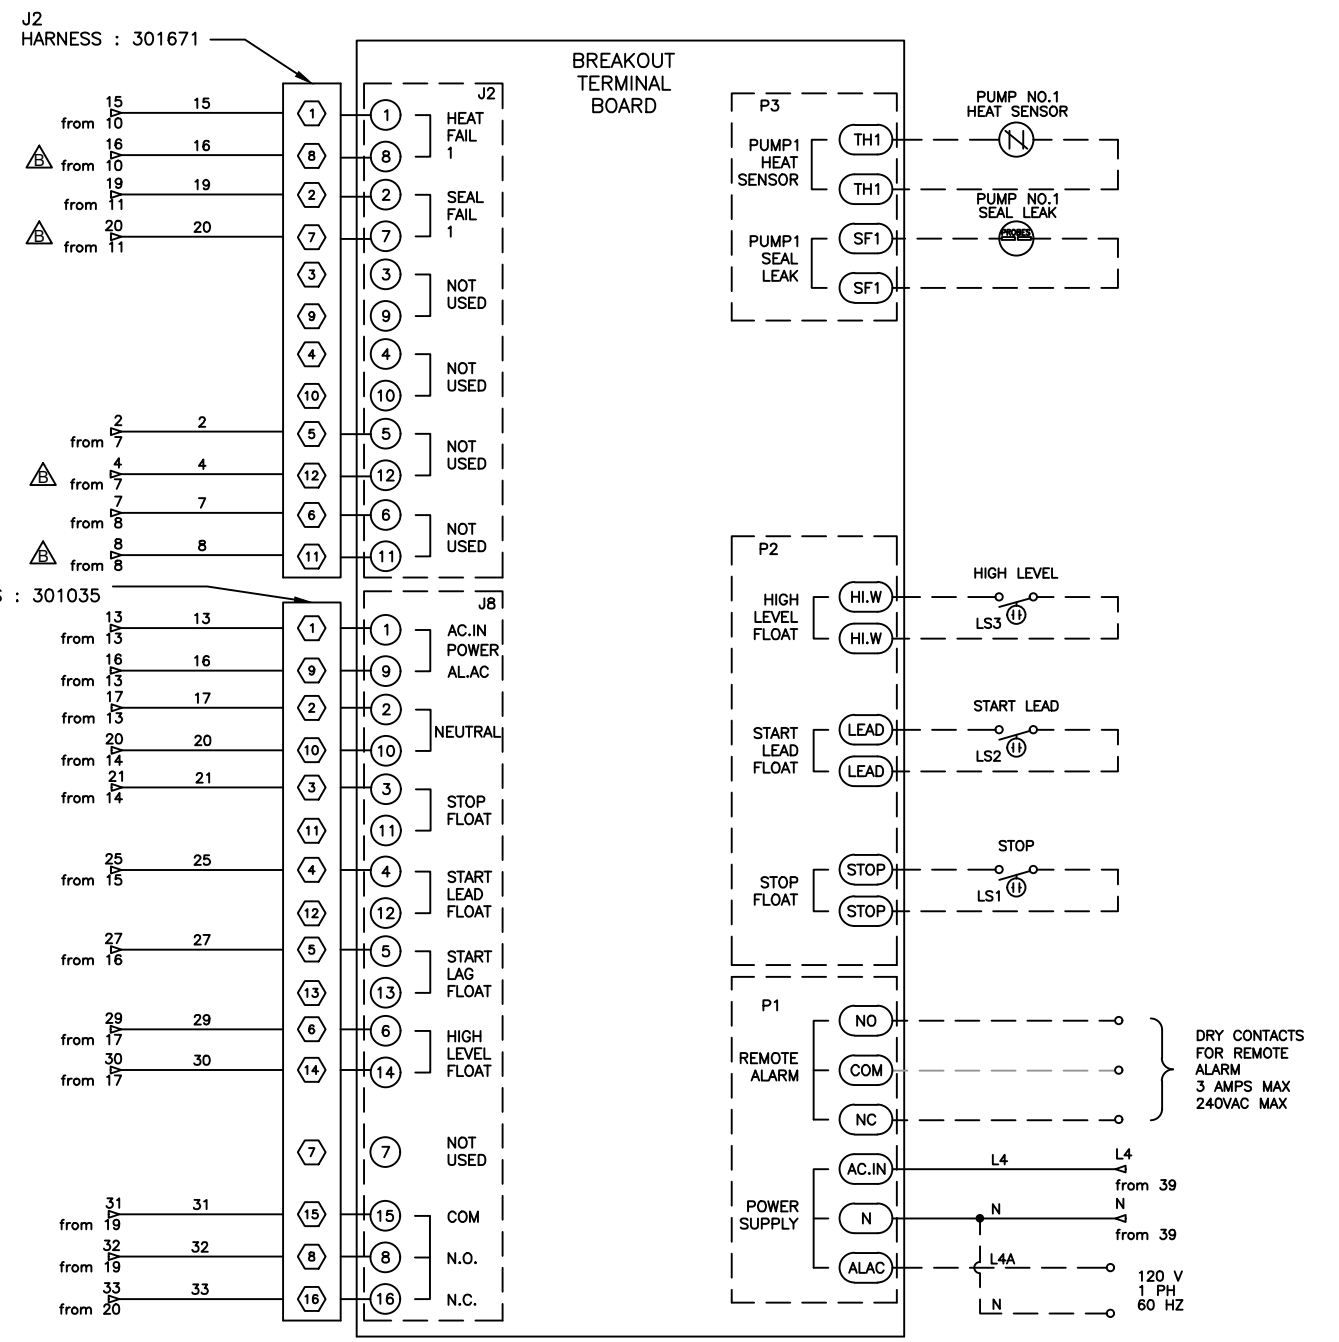 J2
HARNESS : 301671
BREAKOUT
TERMINAL
BOARD
15
from 10
15
1
1
J2
HEAT
FAIL
1
B
16
from 10
16
8
8
19
from 11
19
2
2
SEAL
FAIL
1
B
20
from 11
20
7
7
3
3
NOT
USED
9
9
4
4
NOT
USED
10
10
2
from 7
2
5
5
NOT
USED
B
4
from 7
4
12
12
7
from 8
7
6
6
NOT
USED
B
8
from 8
8
11
11
: 301035
J8
13
from 13
13
1
1
AC.IN
POWER
AL.AC
16
from 13
16
9
9
17
from 13
17
2
2
NEUTRAL
20
from 14
20
10
10
21
from 14
21
3
3
STOP
FLOAT
11
11
25
from 15
25
4
4
START
LEAD
FLOAT
12
12
27
from 16
27
5
5
START
LAG
FLOAT
13
13
29
from 17
29
6
6
HIGH
LEVEL
FLOAT
30
from 17
30
14
14
7
7
NOT
USED
31
from 19
31
15
15
COM
32
from 19
32
8
8
N.O.
33
from 20
33
16
16
N.C.
P3
PUMP1
HEAT
SENSOR
TH1
TH1
PUMP NO.1
HEAT SENSOR
PUMP1
SEAL
LEAK
SF1
SF1
PUMP NO.1
SEAL LEAK
PROBES
P2
HIGH
LEVEL
FLOAT
HI.W
HI.W
HIGH LEVEL
LS3
START
LEAD
FLOAT
LEAD
LEAD
START LEAD
LS2
STOP
FLOAT
STOP
STOP
STOP
LS1
P1
REMOTE
ALARM
NO
COM
NC
DRY CONTACTS
FOR REMOTE
ALARM
3 AMPS MAX
240VAC MAX
POWER
SUPPLY
AC.IN
L4
L4
from 39
N
N
N
from 39
ALAC
L4A
N
120 V
1 PH
60 HZ